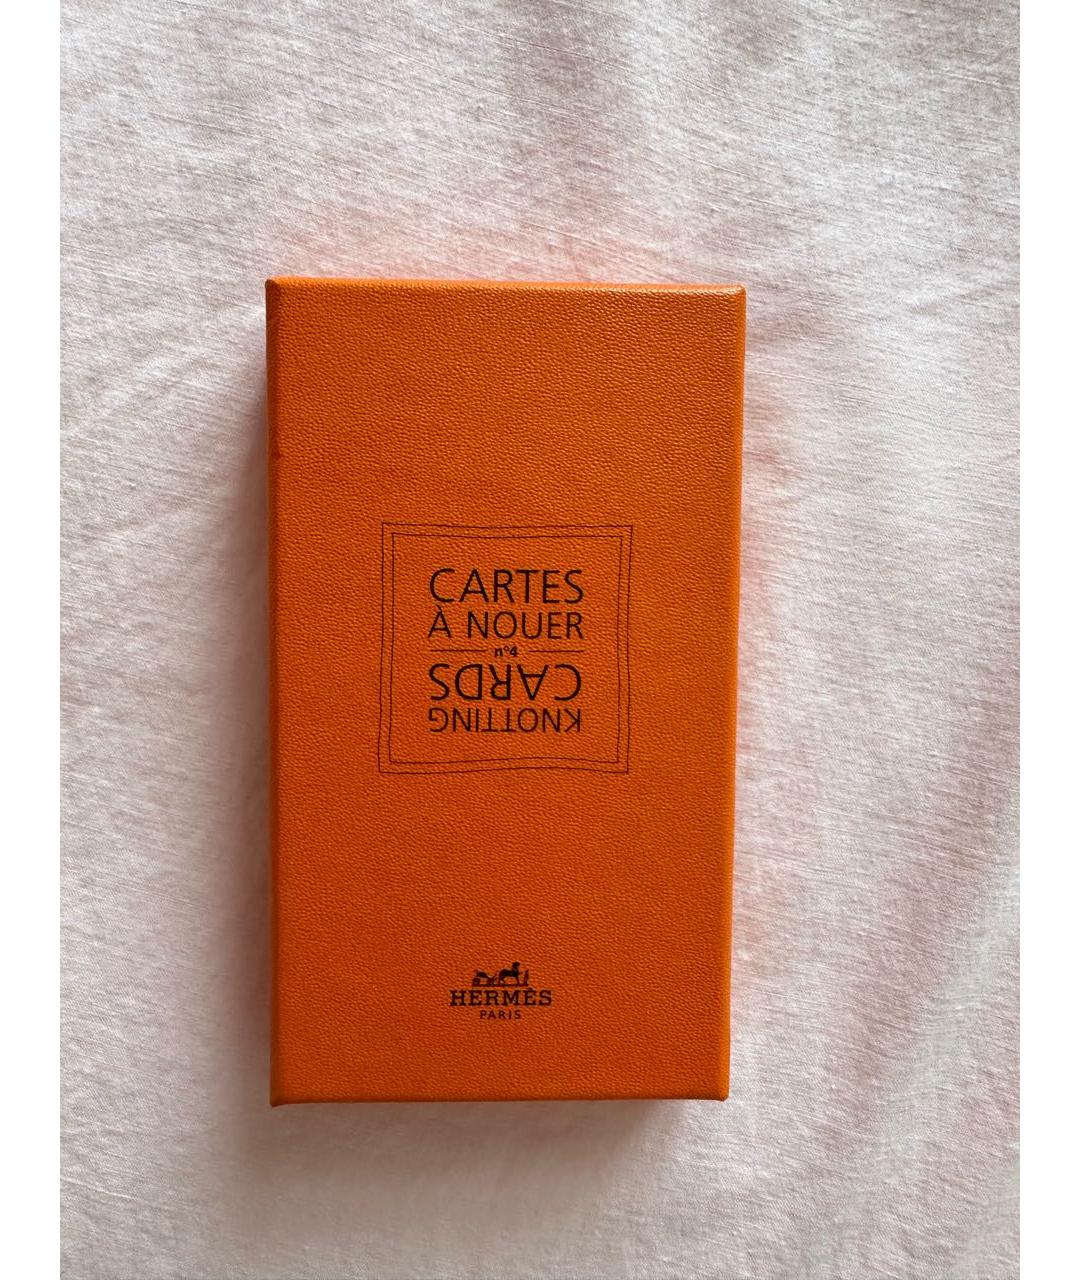 CARTES
À NOUER
n°4
KNOTTING
CARDS
HERMÈS
PARIS